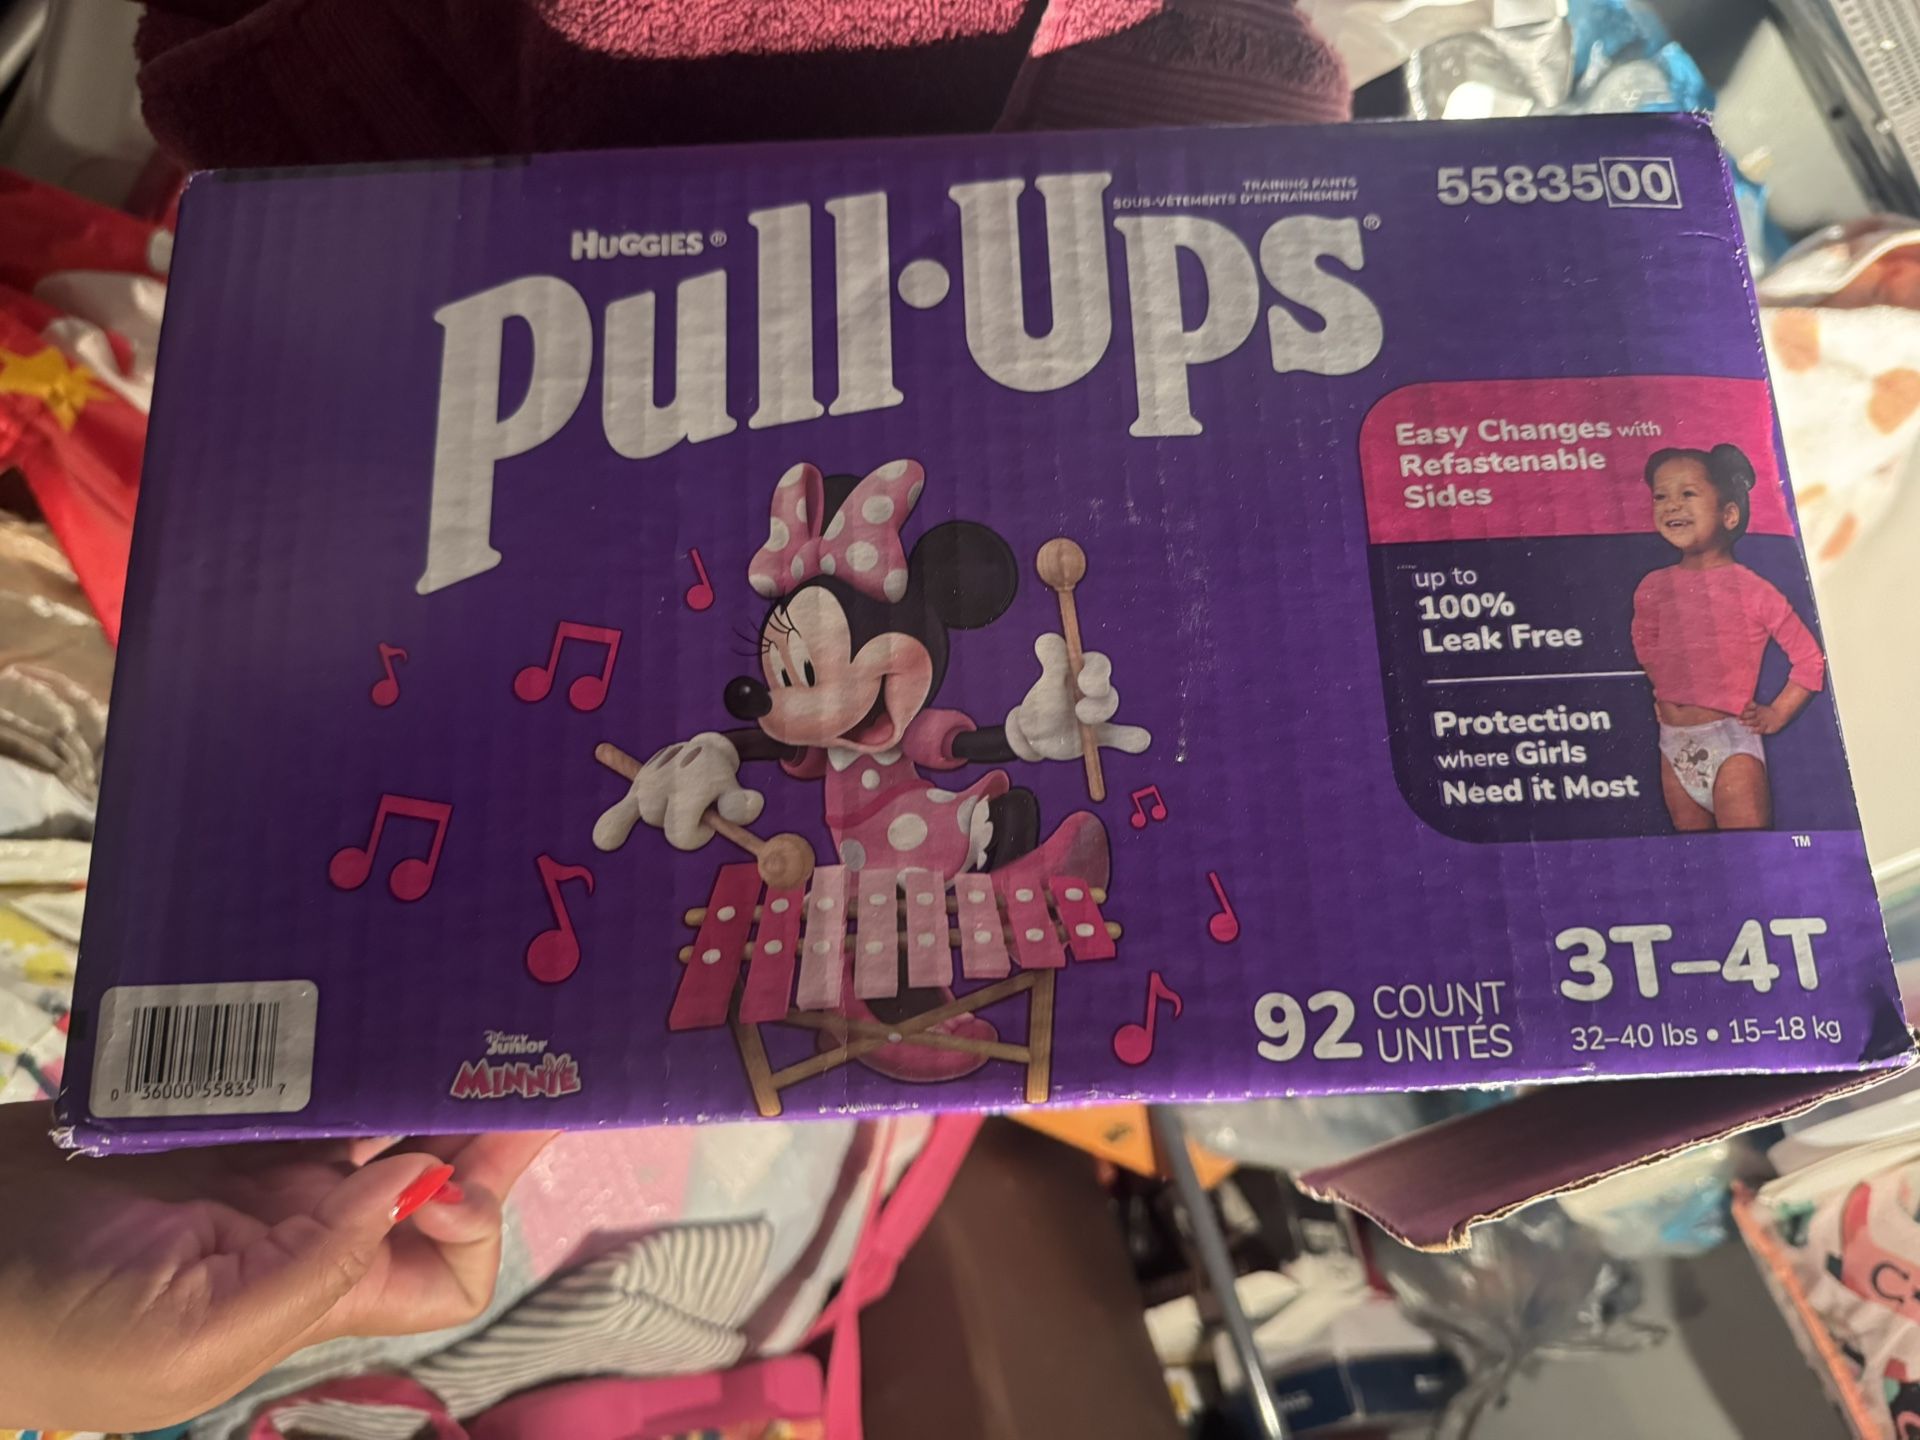 TRAINING PANTS
SOUS-VÊTEMENTS D'ENTRAÎNEMENT
5583500
HUGGIES®
Pull·Ups®
Easy Changes with
Refastenable
Sides
up to
100%
Leak Free
Protection
where Girls
Need it Most
TM
3T–4T
32–40 lbs • 15–18 kg
92 COUNT
UNITÉS
Disney
Junior
MINNIE
0 36000 55835 7